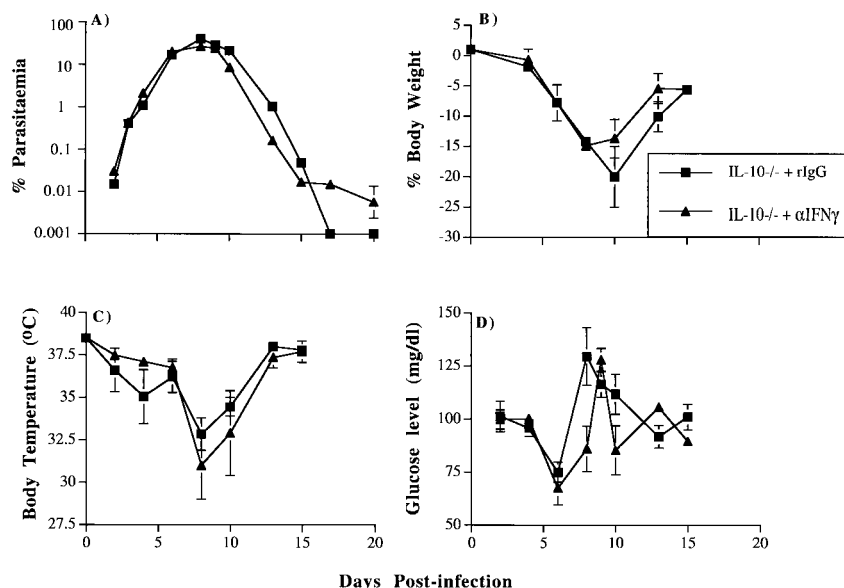 A)
% Parasitaemia
100
10
1
0.1
0.01
0.001
B)
% Body Weight
5
0
-5
-10
-15
-20
-25
-30
IL-10-/- + rIgG
IL-10-/- + αIFNγ
C)
Body Temperature (ºC)
40
37.5
35
32.5
30
27.5
0 5 10 15 20
D)
Glucose level (mg/dl)
150
125
100
75
50
0 5 10 15 20
Days Post-infection